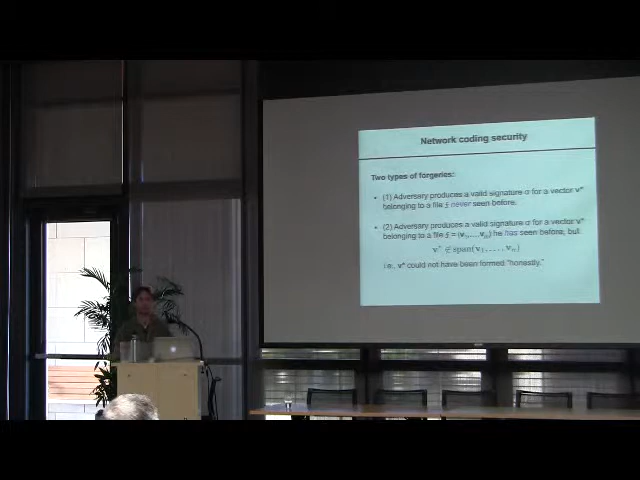 Network coding security
Two types of forgeries:
• (1) Adversary produces a valid signature σ for a vector v*
belonging to a file f never seen before.
• (2) Adversary produces a valid signature σ for a vector v*
belonging to a file f = (v₁,…,vₘ) he has seen before, but
v* ∉ span(v₁, … , vₘ)
i.e., v* could not have been formed "honestly."